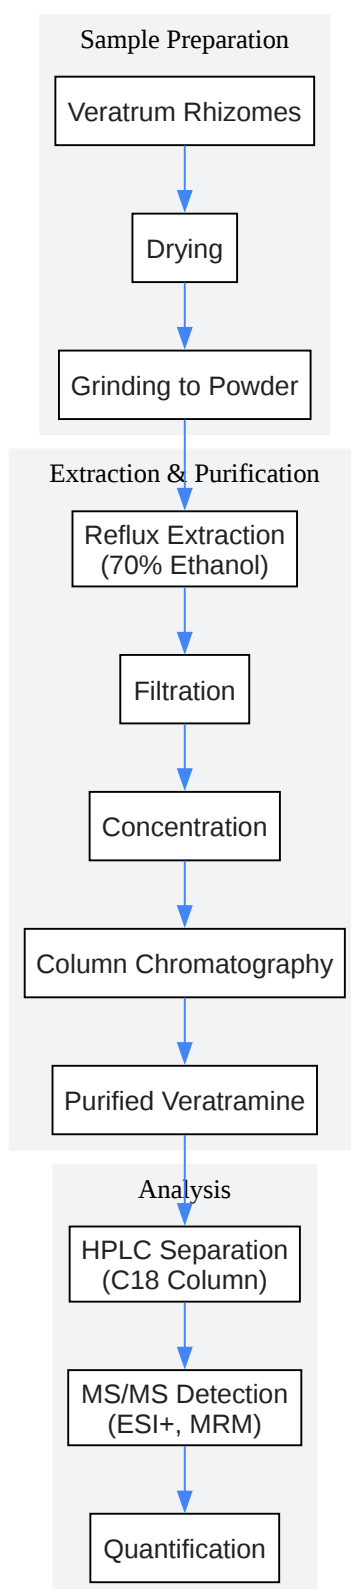 Sample Preparation
Veratrum Rhizomes
Drying
Grinding to Powder
Extraction & Purification
Reflux Extraction
(70% Ethanol)
Filtration
Concentration
Column Chromatography
Purified Veratramine
Analysis
HPLC Separation
(C18 Column)
MS/MS Detection
(ESI+, MRM)
Quantification